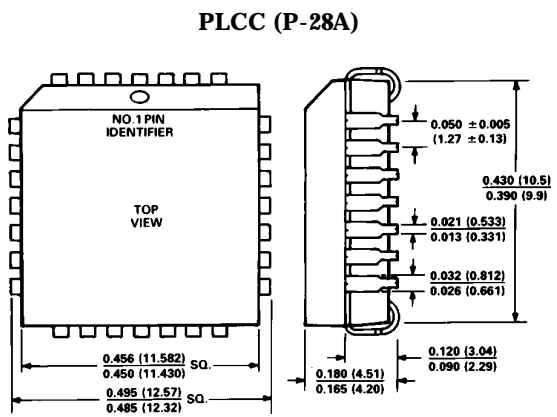 PLCC (P-28A)
NO. 1 PIN
IDENTIFIER
TOP
VIEW
0.050 ±0.005
(1.27 ±0.13)
0.430 (10.5)
0.390 (9.9)
0.021 (0.533)
0.013 (0.331)
0.032 (0.812)
0.026 (0.661)
0.120 (3.04)
0.090 (2.29)
0.180 (4.51)
0.165 (4.20)
0.456 (11.582) SQ.
0.450 (11.430)
0.495 (12.57) SQ.
0.485 (12.32)